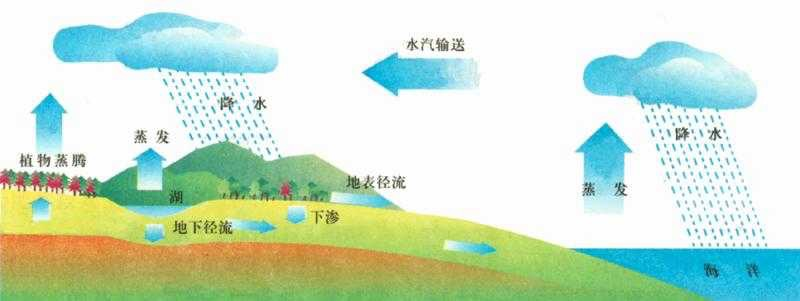 水汽输送
降 水
降 水
蒸 发
植物蒸腾
地表径流
蒸 发
湖
下渗
地下径流
海 洋